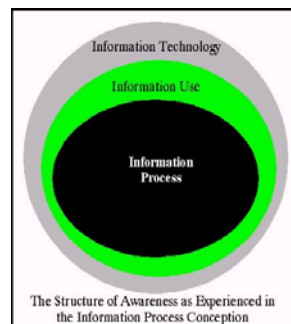 Information Technology
Information Use
Information
Process
The Structure of Awareness as Experienced in
the Information Process Conception